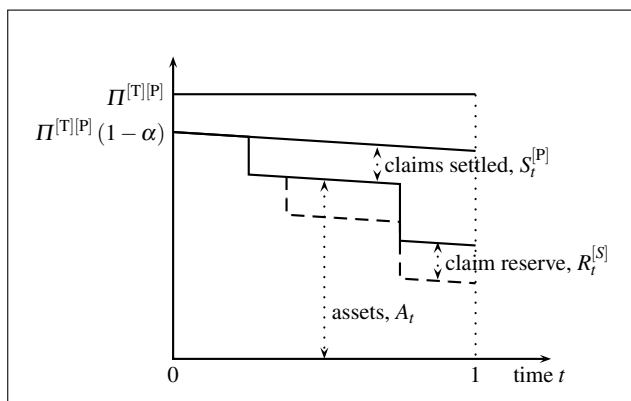 Π^[T][P]
Π^[T][P] (1 − α)
claims settled, S_t^[P]
claim reserve, R_t^[S]
assets, A_t
0 1 time t